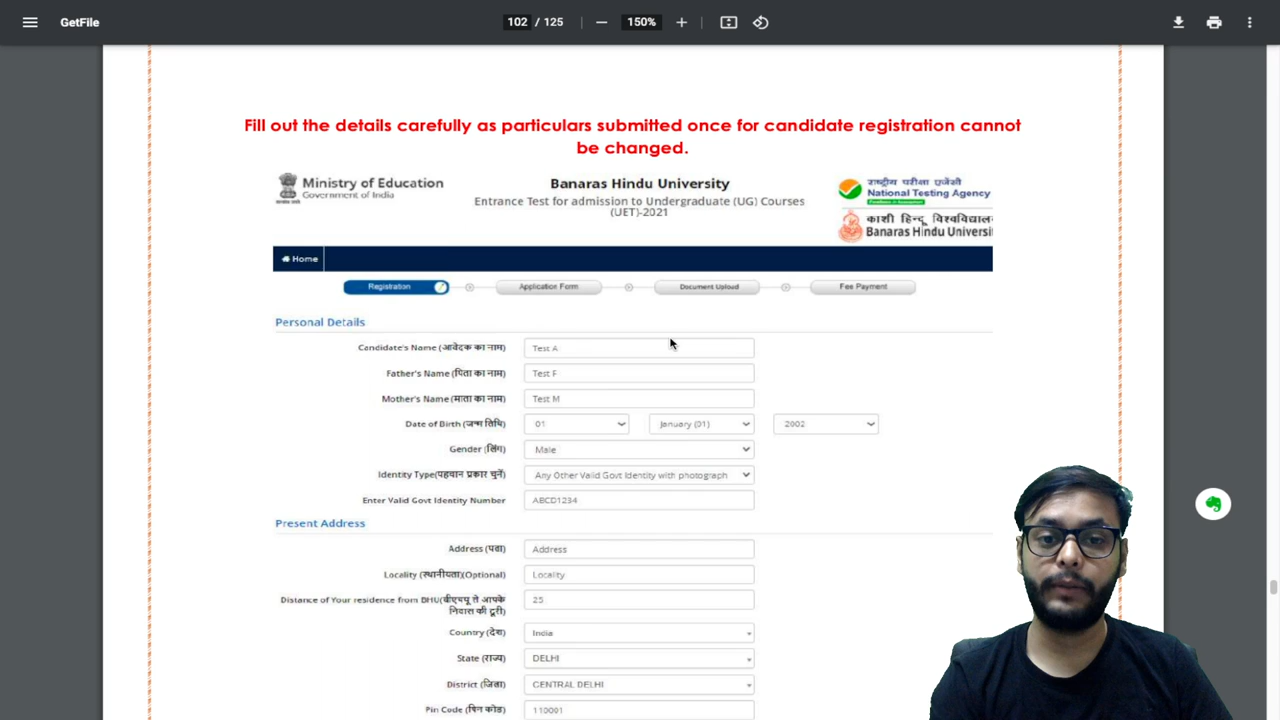 GetFile
102 / 125
150%
Fill out the details carefully as particulars submitted once for candidate registration cannot
be changed.
Ministry of Education
Government of India
Banaras Hindu University
Entrance Test for admission to Undergraduate (UG) Courses
(UET)-2021
राष्ट्रीय परीक्षा एजेंसी
National Testing Agency
काशी हिन्दू विश्वविद्याल
Banaras Hindu Universit
Home
Registration
Application Form
Document Upload
Fee Payment
Personal Details
Candidate's Name (आवेदक का नाम) Test A
Father's Name (पिता का नाम) Test F
Mother's Name (माता का नाम) Test M
Date of Birth (जन्म तिथि) 01 January (01) 2002
Gender (लिंग) Male
Identity Type(पहचान प्रकार चुनें) Any Other Valid Govt Identity with photograph
Enter Valid Govt Identity Number ABCD1234
Present Address
Address (पता) Address
Locality (स्थानीयता)(Optional) Locality
Distance of Your residence from BHU(बीएचयू से आपके
निवास की दूरी) 25
Country (देश) India
State (राज्य) DELHI
District (जिला) CENTRAL DELHI
Pin Code (पिन कोड) 110001